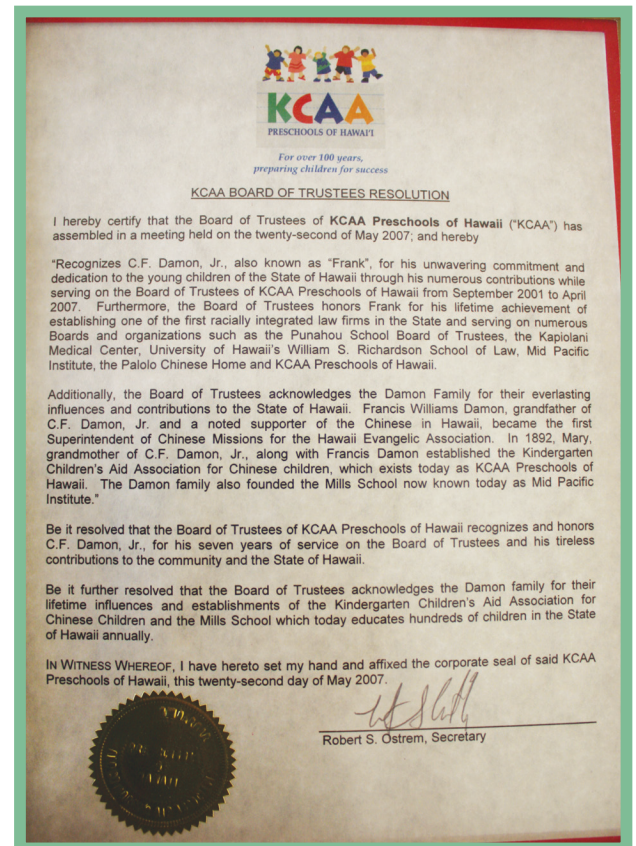 KCAA
PRESCHOOLS OF HAWAI'I
For over 100 years,
preparing children for success
KCAA BOARD OF TRUSTEES RESOLUTION
I hereby certify that the Board of Trustees of KCAA Preschools of Hawaii ("KCAA") has
assembled in a meeting held on the twenty-second of May 2007; and hereby
"Recognizes C.F. Damon, Jr., also known as "Frank", for his unwavering commitment and
dedication to the young children of the State of Hawaii through his numerous contributions while
serving on the Board of Trustees of KCAA Preschools of Hawaii from September 2001 to April
2007. Furthermore, the Board of Trustees honors Frank for his lifetime achievement of
establishing one of the first racially integrated law firms in the State and serving on numerous
Boards and organizations such as the Punahou School Board of Trustees, the Kapiolani
Medical Center, University of Hawaii's William S. Richardson School of Law, Mid Pacific
Institute, the Palolo Chinese Home and KCAA Preschools of Hawaii.
Additionally, the Board of Trustees acknowledges the Damon Family for their everlasting
influences and contributions to the State of Hawaii. Francis Williams Damon, grandfather of
C.F. Damon, Jr. and a noted supporter of the Chinese in Hawaii, became the first
Superintendent of Chinese Missions for the Hawaii Evangelic Association. In 1892, Mary,
grandmother of C.F. Damon, Jr., along with Francis Damon established the Kindergarten
Children's Aid Association for Chinese children, which exists today as KCAA Preschools of
Hawaii. The Damon family also founded the Mills School now known today as Mid Pacific
Institute."
Be it resolved that the Board of Trustees of KCAA Preschools of Hawaii recognizes and honors
C.F. Damon, Jr., for his seven years of service on the Board of Trustees and his tireless
contributions to the community and the State of Hawaii.
Be it further resolved that the Board of Trustees acknowledges the Damon family for their
lifetime influences and establishments of the Kindergarten Children's Aid Association for
Chinese Children and the Mills School which today educates hundreds of children in the State
of Hawaii annually.
IN WITNESS WHEREOF, I have hereto set my hand and affixed the corporate seal of said KCAA
Preschools of Hawaii, this twenty-second day of May 2007.
Robert S. Ostrem, Secretary